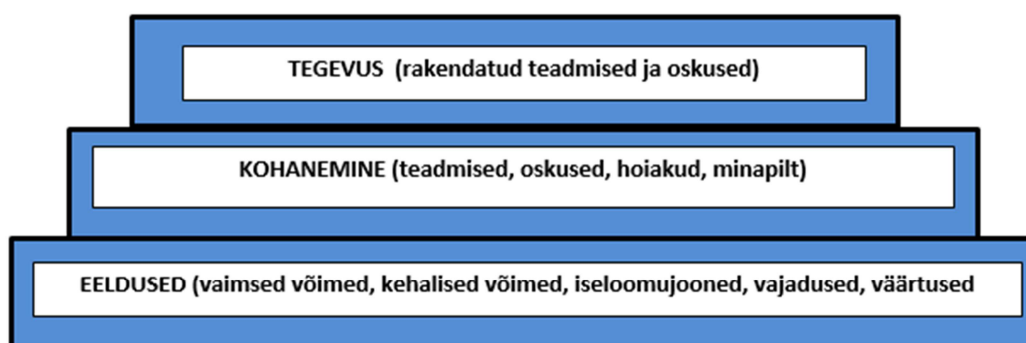 TEGEVUS (rakendatud teadmised ja oskused)
KOHANEMINE (teadmised, oskused, hoiakud, minapilt)
EELDUSED (vaimsed võimed, kehalised võimed, iseloomujooned, vajadused, väärtused